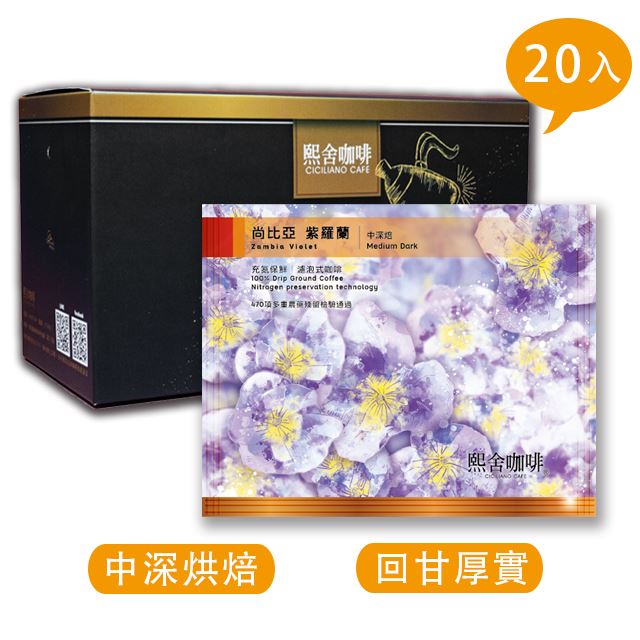 20入
熙舍咖啡
CICILIANO CAFE
尚比亞 紫羅蘭
中深焙
Zambia Violet
Medium Dark
充氮保鮮 | 濾泡式咖啡
100% Drip Ground Coffee
Nitrogen preservation technology
470項多重農藥殘留檢驗通過
熙舍咖啡
CICILIANO CAFE
中深烘焙
回甘厚實